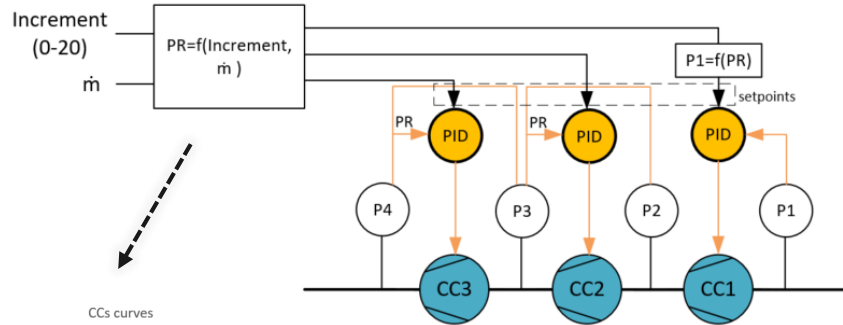 Increment
(0-20)
ṁ
PR=f(Increment,
ṁ )
P1=f(PR)
setpoints
PR
PID
PR
PID
PID
P4
P3
P2
P1
CC3
CC2
CC1
CCs curves